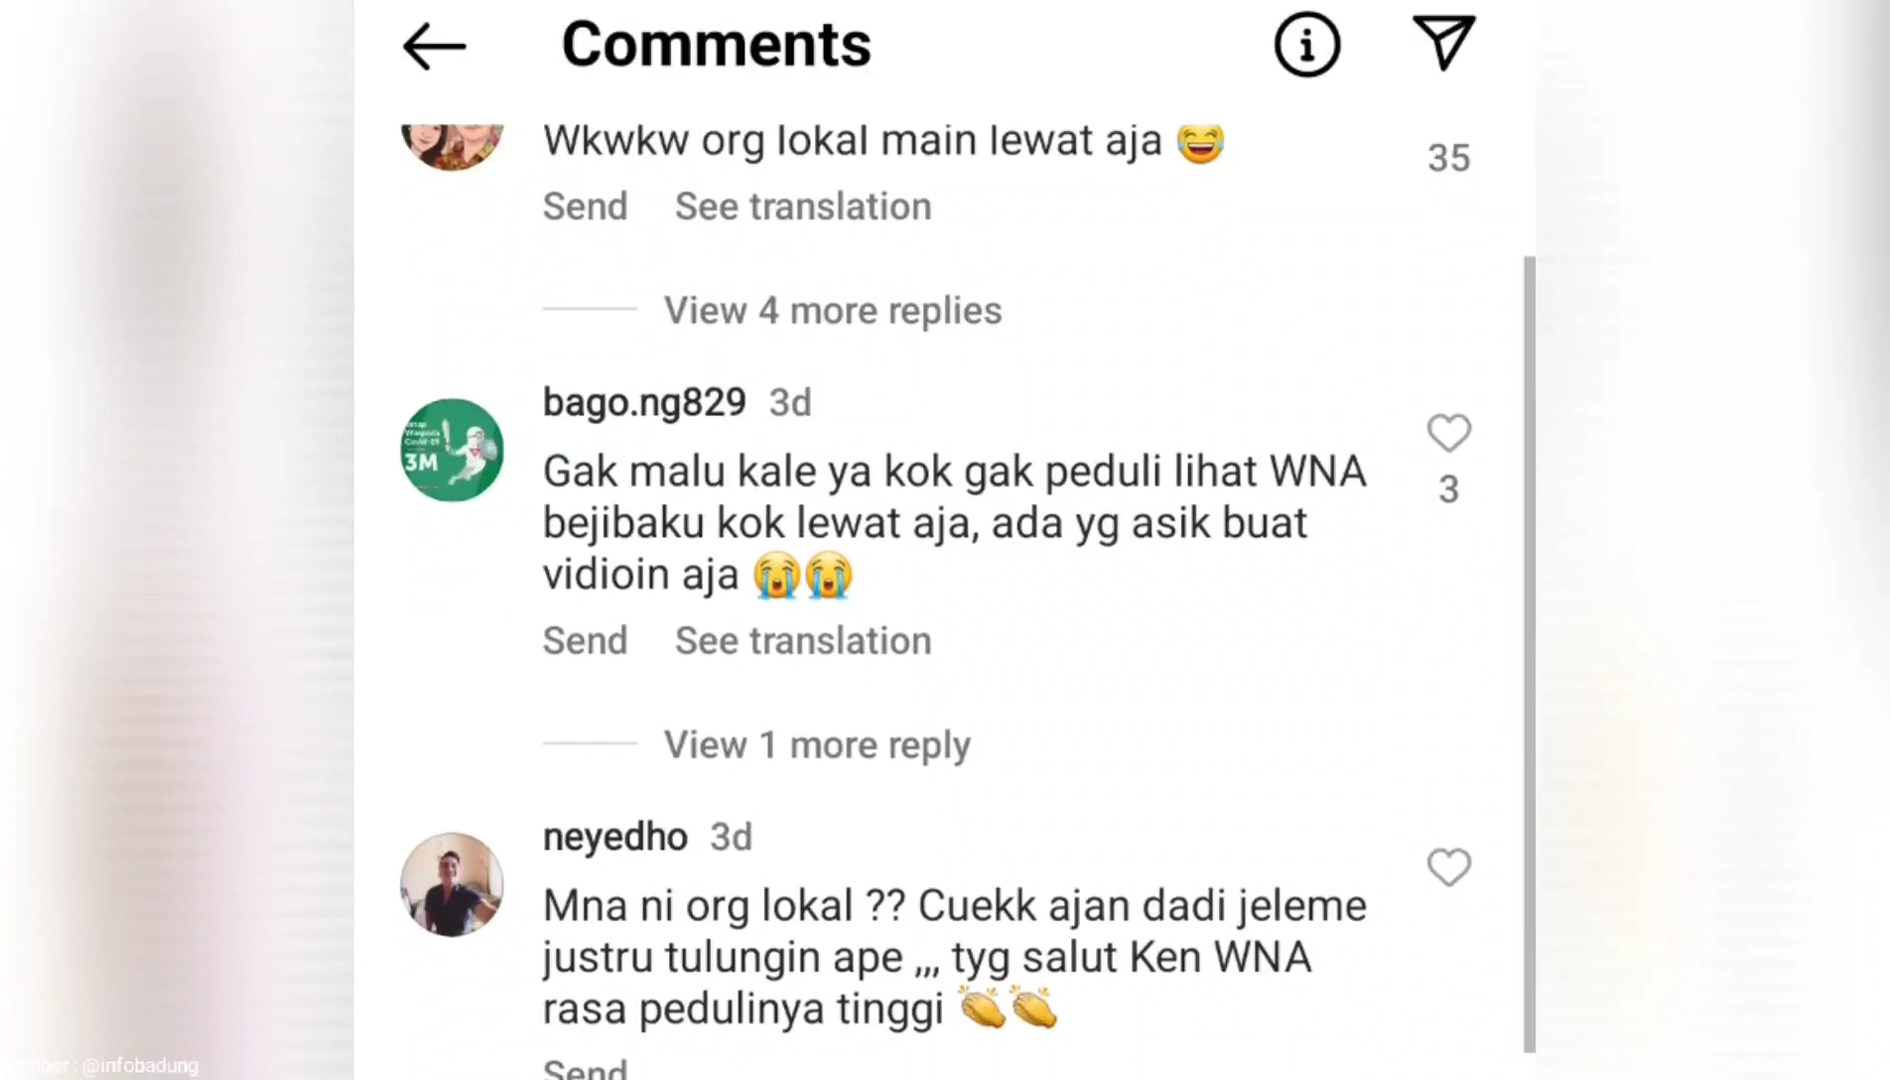 Comments
Wkwkw org lokal main lewat aja 😂
35
Send See translation
View 4 more replies
bago.ng829 3d
Gak malu kale ya kok gak peduli lihat WNA
bejibaku kok lewat aja, ada yg asik buat
vidioin aja 😭😭
3
Send See translation
View 1 more reply
3M
neyedho 3d
Mna ni org lokal ?? Cuekk ajan dadi jeleme
justru tulungin ape ,,, tyg salut Ken WNA
rasa pedulinya tinggi 👏👏
Send
: @infobadung